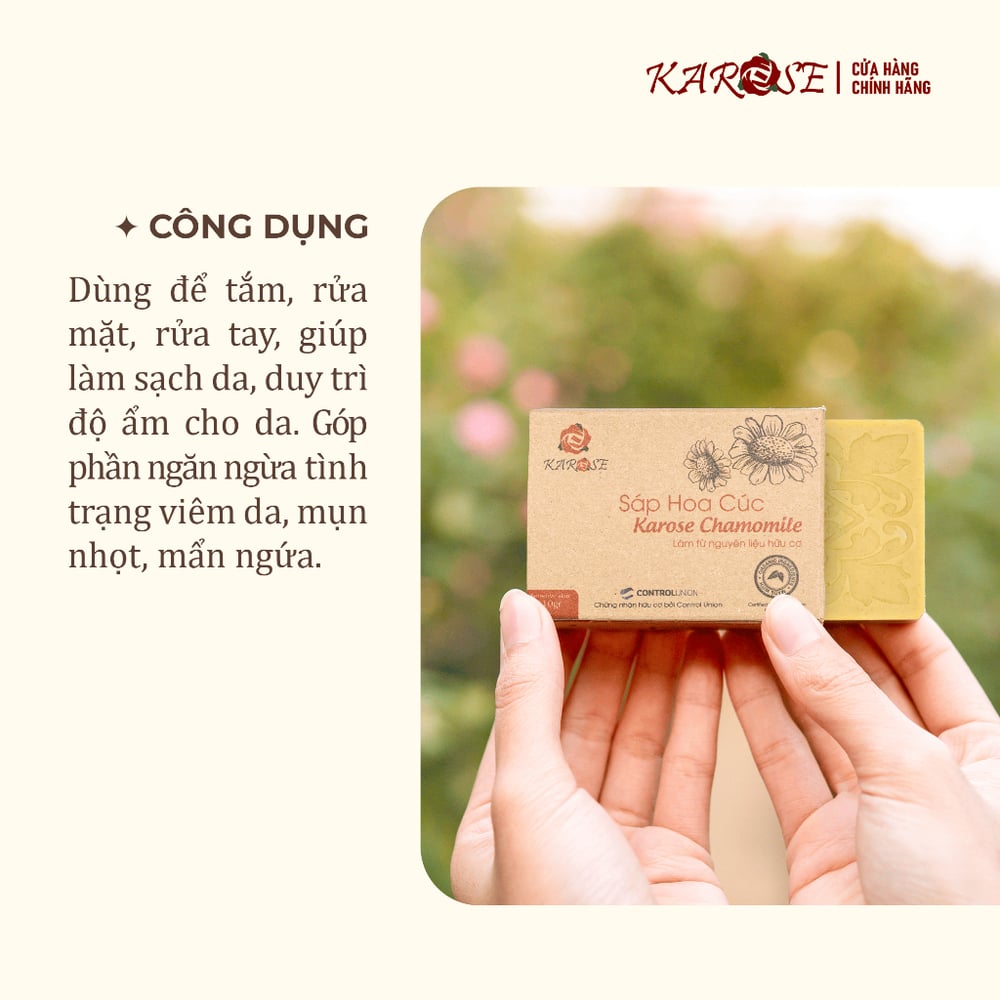 KAROSE
CỬA HÀNG
CHÍNH HÃNG
CÔNG DỤNG
Dùng để tắm, rửa
mặt, rửa tay, giúp
làm sạch da, duy trì
độ ẩm cho da. Góp
phần ngăn ngừa tình
trạng viêm da, mụn
nhọt, mẩn ngứa.
KAROSE
Sáp Hoa Cúc
Karose Chamomile
Làm từ nguyên liệu hữu cơ
CONTROLUNION
Chứng nhận hữu cơ bởi Control Union